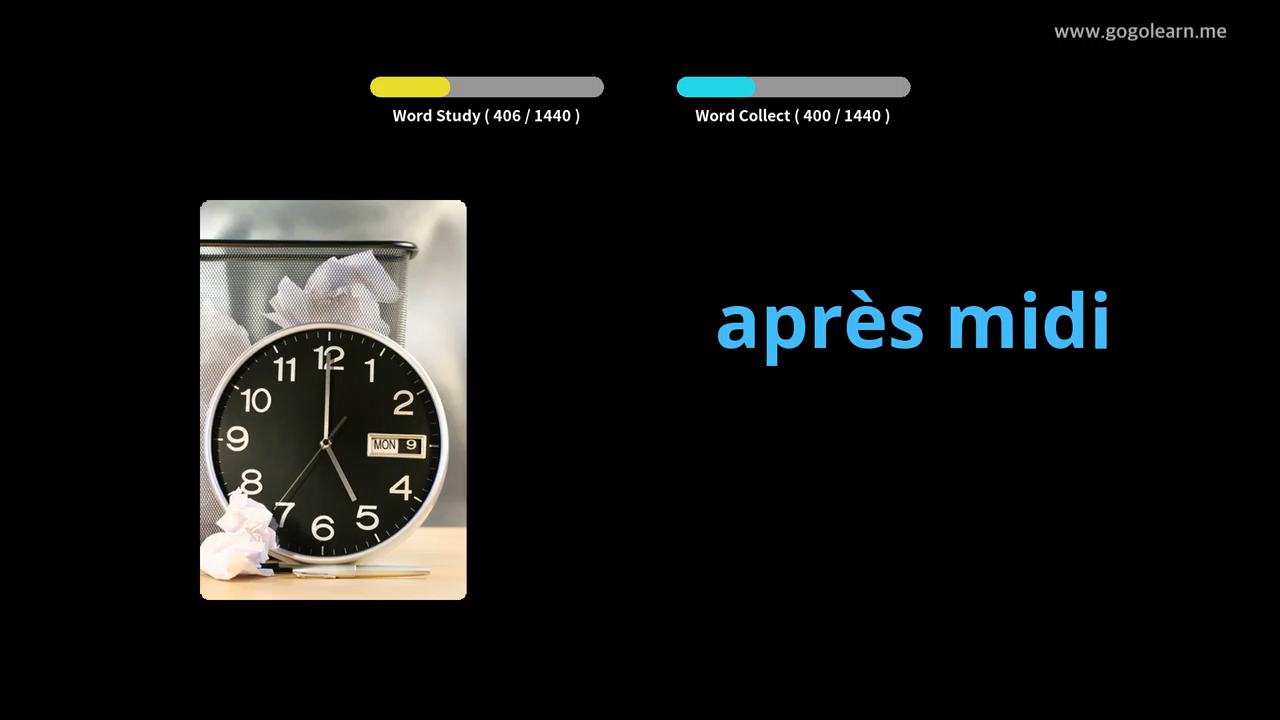 www.gogolearn.me
Word Study ( 406 / 1440 )
Word Collect ( 400 / 1440 )
après midi
12
11
1
10
2
9
MON 9
8
4
7
5
6